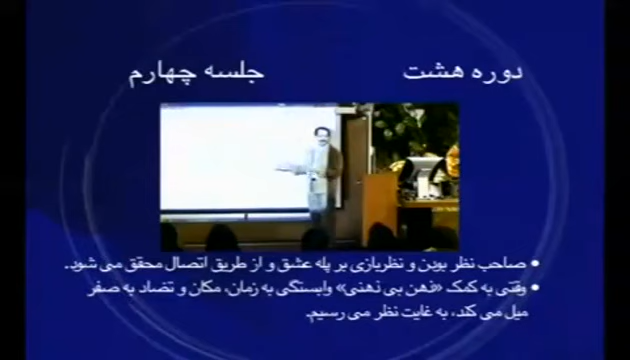 دوره هشت
جلسه چهارم
• صاحب نظر بودن و نظربازی بر پله عشق و از طریق اتصال محقق می شود.
• وقتی به کمک «ذهن بی ذهنی» وابستگی به زمان، مکان و تضاد به صفر
میل می کند، به غایت نظر می رسیم.